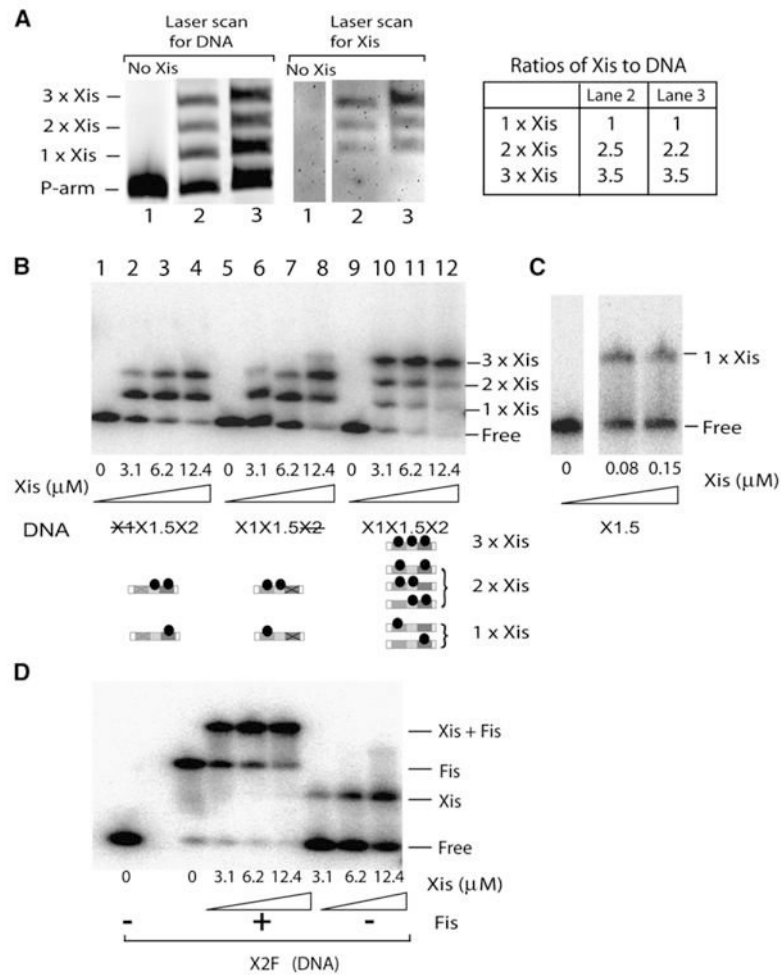 A
Laser scan for DNA
Laser scan for Xis
No Xis
No Xis
3 x Xis
2 x Xis
1 x Xis
P-arm
1 2 3
1 2 3
Ratios of Xis to DNA
Lane 2 Lane 3
1 x Xis 1 1
2 x Xis 2.5 2.2
3 x Xis 3.5 3.5
B
1 2 3 4 5 6 7 8 9 10 11 12
3 x Xis
2 x Xis
1 x Xis
Free
0 3.1 6.2 12.4 0 3.1 6.2 12.4 0 3.1 6.2 12.4
Xis (μM)
DNA X1X1.5X2 X1X1.5X2 X1X1.5X2
3 x Xis
2 x Xis
1 x Xis
C
1 x Xis
Free
0 0.08 0.15
Xis (μM)
X1.5
D
Xis + Fis
Fis
Xis
Free
0 0 3.1 6.2 12.4 3.1 6.2 12.4 Xis (μM)
- + - Fis
X2F (DNA)